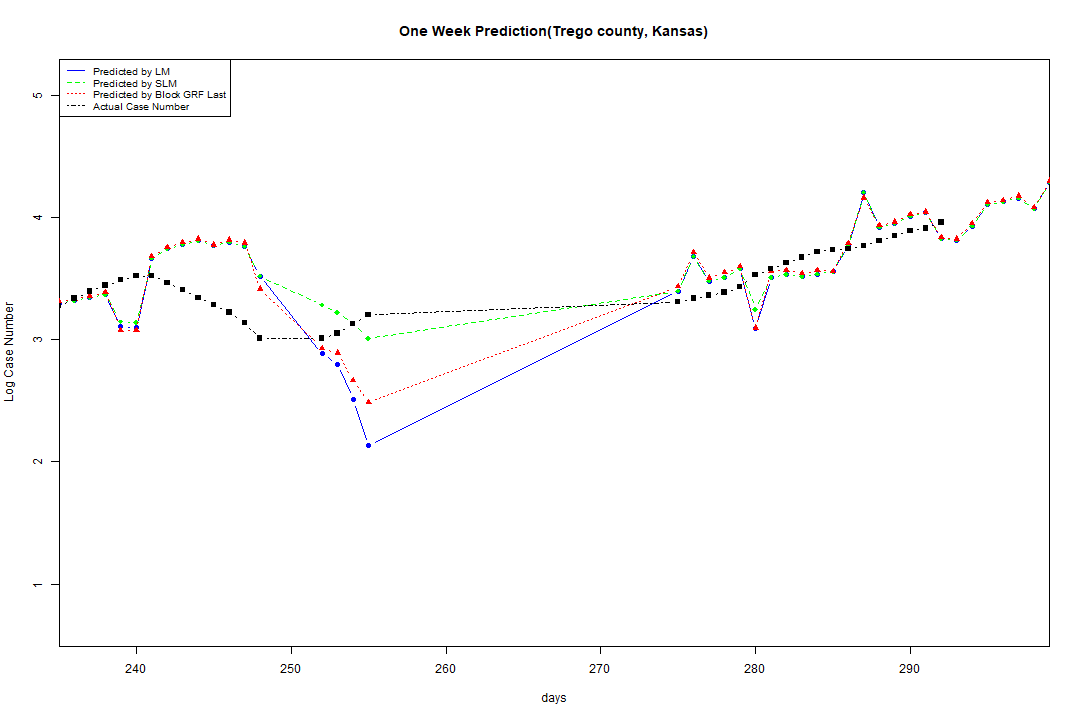 One Week Prediction(Trego county, Kansas)
Predicted by LM
Predicted by SLM
Predicted by Block GRF Last
Actual Case Number
5
4
3
2
1
Log Case Number
240 250 260 270 280 290
days